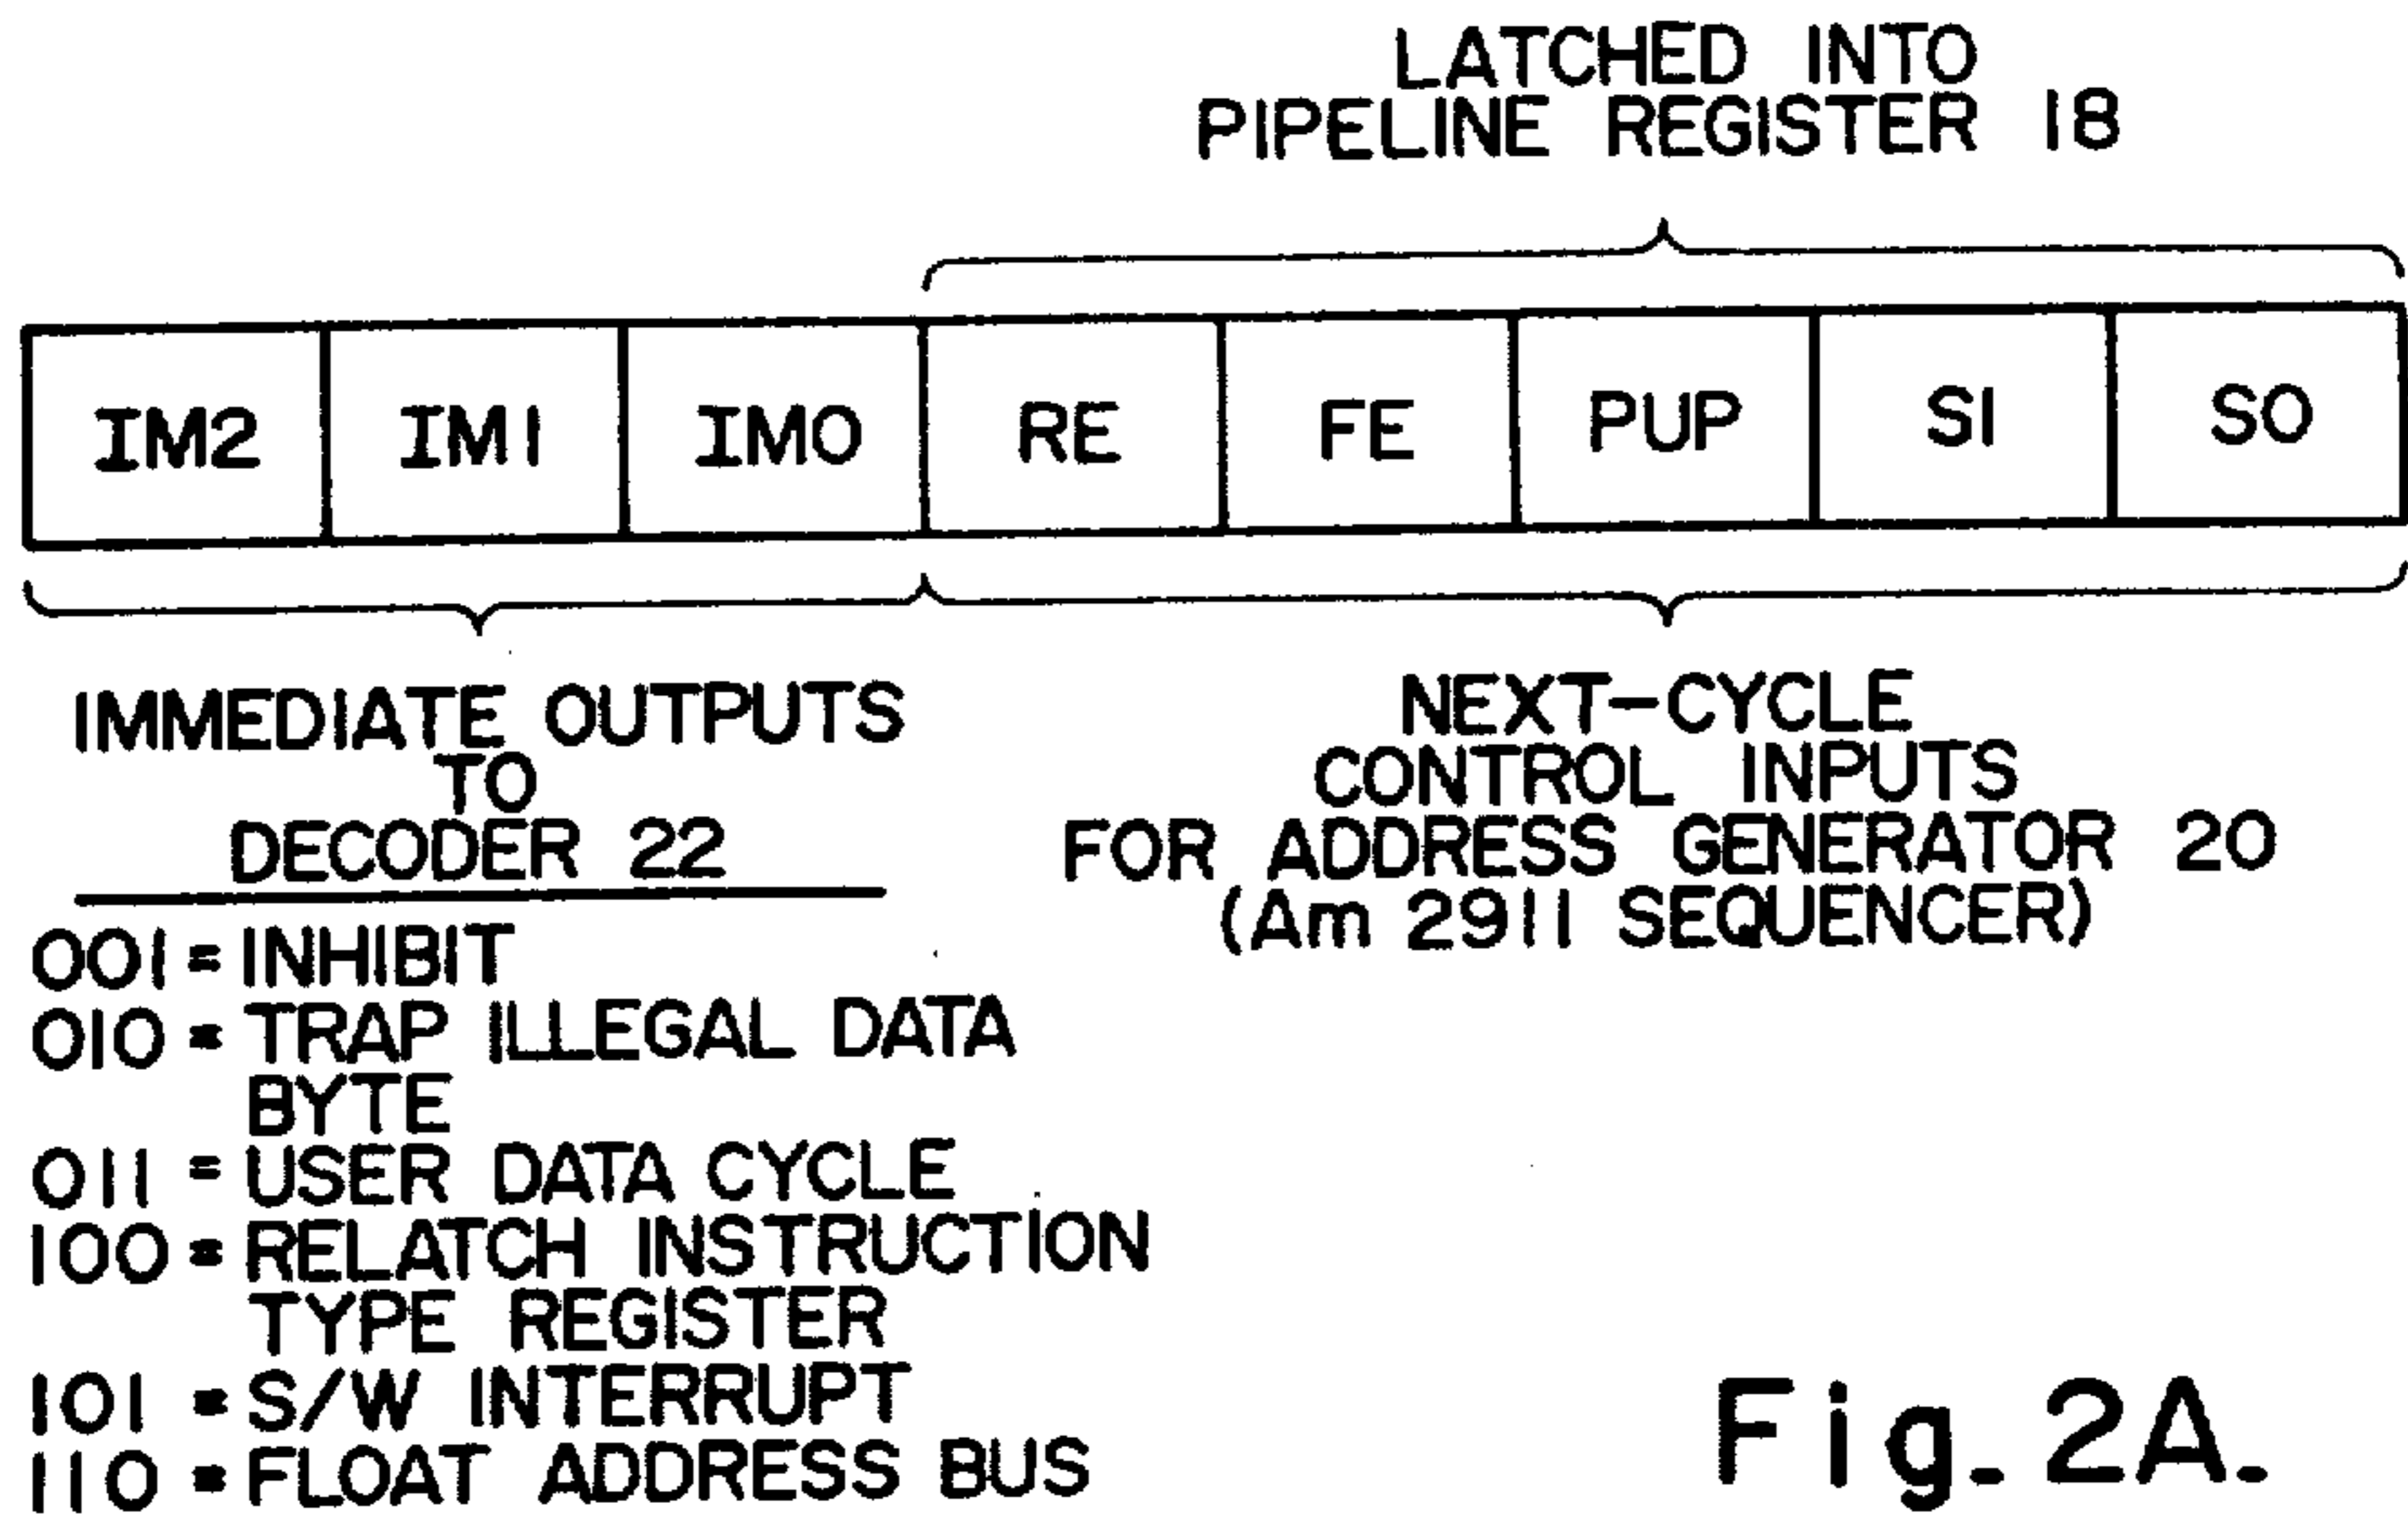 LATCHED INTO
PIPELINE REGISTER 18
IM2 IM1 IM0 RE FE PUP S1 S0
IMMEDIATE OUTPUTS
TO
DECODER 22
001 = INHIBIT
010 = TRAP ILLEGAL DATA
BYTE
011 = USER DATA CYCLE
100 = RELATCH INSTRUCTION
TYPE REGISTER
101 = S/W INTERRUPT
110 = FLOAT ADDRESS BUS
NEXT-CYCLE
CONTROL INPUTS
FOR ADDRESS GENERATOR 20
(Am 2911 SEQUENCER)
Fig. 2A.